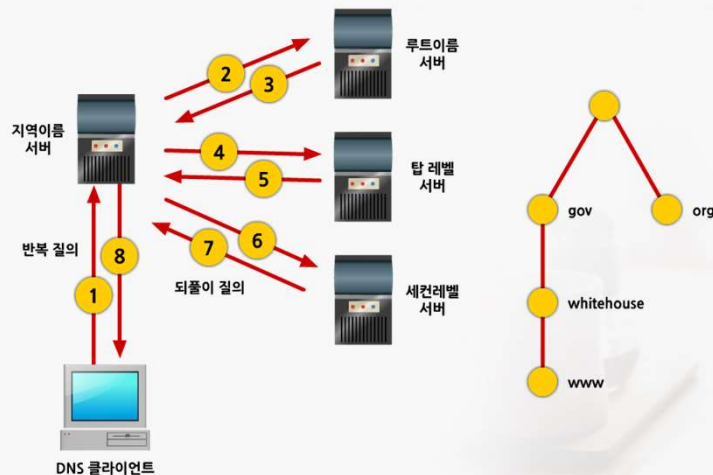 루트이름
서버
2
3
지역이름
서버
4
5
탑 레벨
서버
gov
org
반복 질의
8
7
6
1
되풀이 질의
세컨레벨
서버
whitehouse
www
DNS 클라이언트